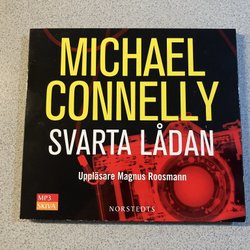 MICHAEL
CONNELLY
SVARTA LÅDAN
Uppläsare Magnus Roosmann
MP3
SKIVA
NORSTEDTS